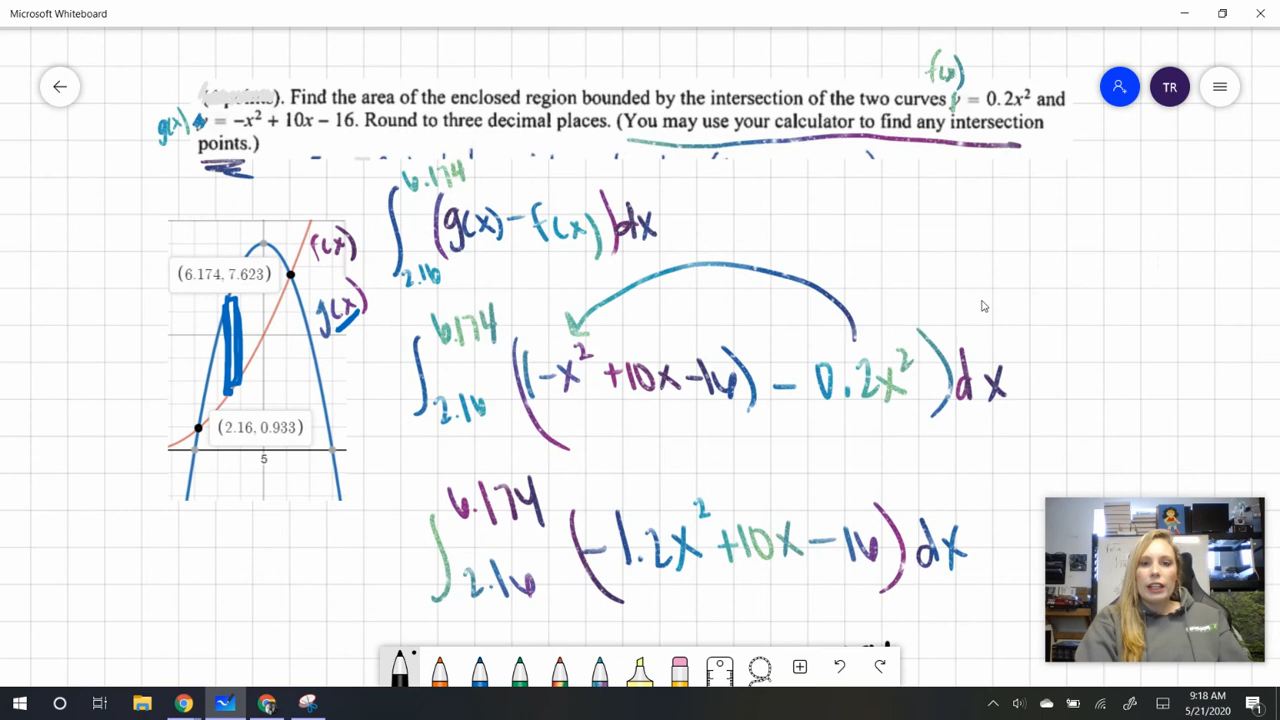 Microsoft Whiteboard
f(x)
Find the area of the enclosed region bounded by the intersection of the two curves y = 0.2x² and
g(x) = −x² + 10x − 16. Round to three decimal places. (You may use your calculator to find any intersection
points.)
TR
∫ 6.174 2.16 (g(x) − f(x)) dx
f(x)
(6.174, 7.623)
g(x)
∫ 6.174 2.16 ((−x² + 10x − 16) − 0.2x²) dx
(2.16, 0.933)
5
∫ 6.174 2.16 (−1.2x² + 10x − 16) dx
9:18 AM
5/21/2020
1